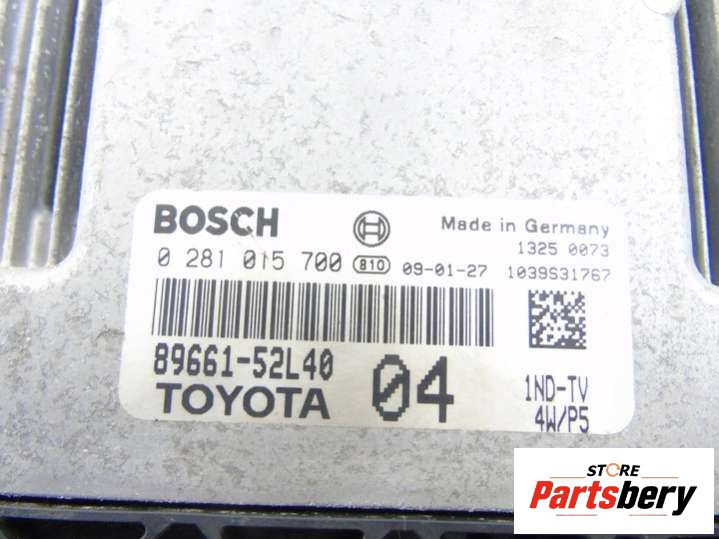 BOSCH Made in Germany
1325 0073
0 281 015 700 810 09-01-27 1039S31767
89661-52L40 04 1ND-TV
TOYOTA 4W/P5
STORE
Partsbery